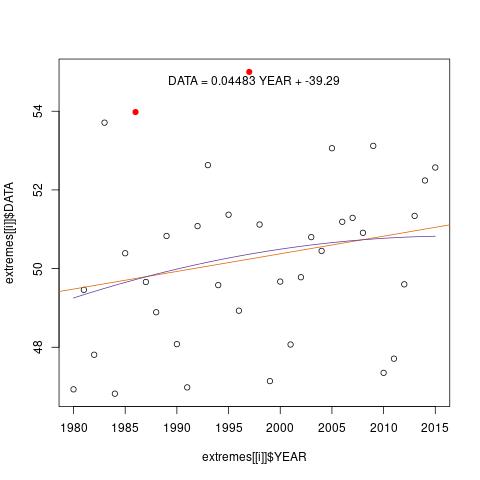 DATA = 0.04483 YEAR + -39.29
extremes[[i]]$DATA
54
52
50
48
1980 1985 1990 1995 2000 2005 2010 2015
extremes[[i]]$YEAR